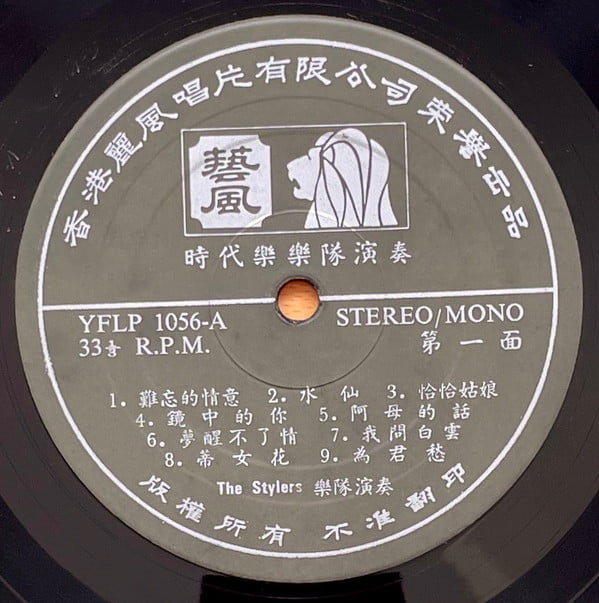 香港麗風唱片有限公司榮譽出品
藝風
時代樂樂隊演奏
YFLP 1056-A STEREO/MONO
33⅓ R.P.M. 第一面
1. 難忘的情意 2. 水仙 3. 恰恰姑娘
4. 鏡中的你 5. 阿母的話
6. 夢醒不了情 7. 我問白雲
8. 蒂女花 9. 為君愁
The Stylers 樂隊演奏
版權所有 不准翻印